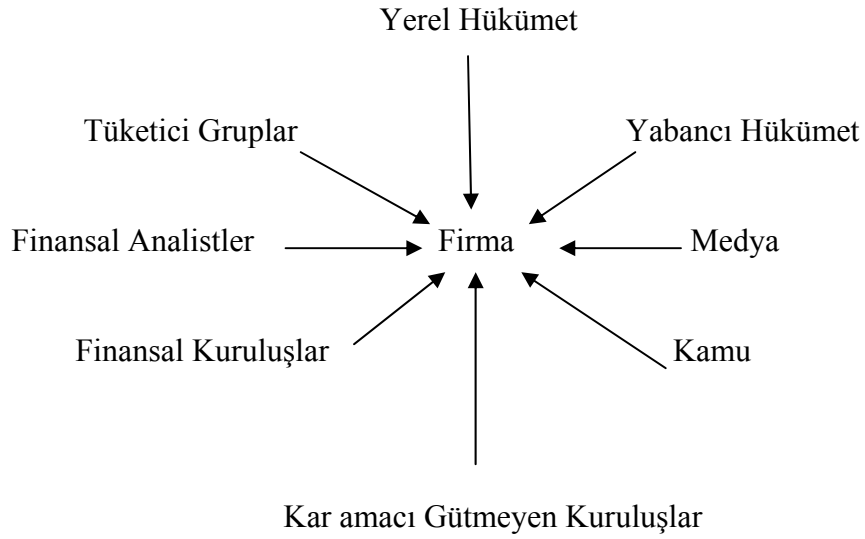 Yerel Hükümet
Tüketici Gruplar
Yabancı Hükümet
Finansal Analistler
Firma
Medya
Finansal Kuruluşlar
Kamu
Kar amacı Gütmeyen Kuruluşlar